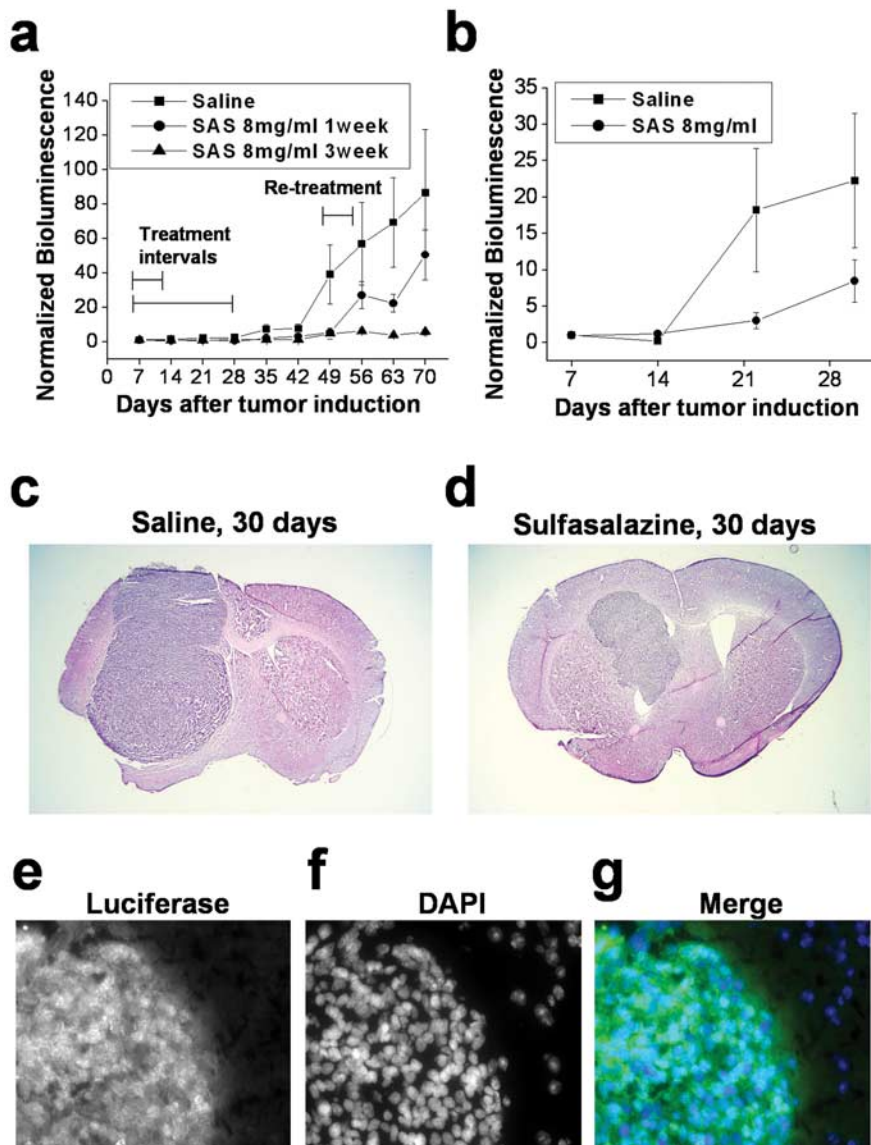 a
Normalized Bioluminescence
140
120
100
80
60
40
20
0
Saline
SAS 8mg/ml 1week
SAS 8mg/ml 3week
Re-treatment
Treatment
intervals
0 7 14 21 28 35 42 49 56 63 70
Days after tumor induction
b
Normalized Bioluminescence
35
30
25
20
15
10
5
0
Saline
SAS 8mg/ml
7 14 21 28
Days after tumor induction
c
Saline, 30 days
d
Sulfasalazine, 30 days
e
Luciferase
f
DAPI
g
Merge